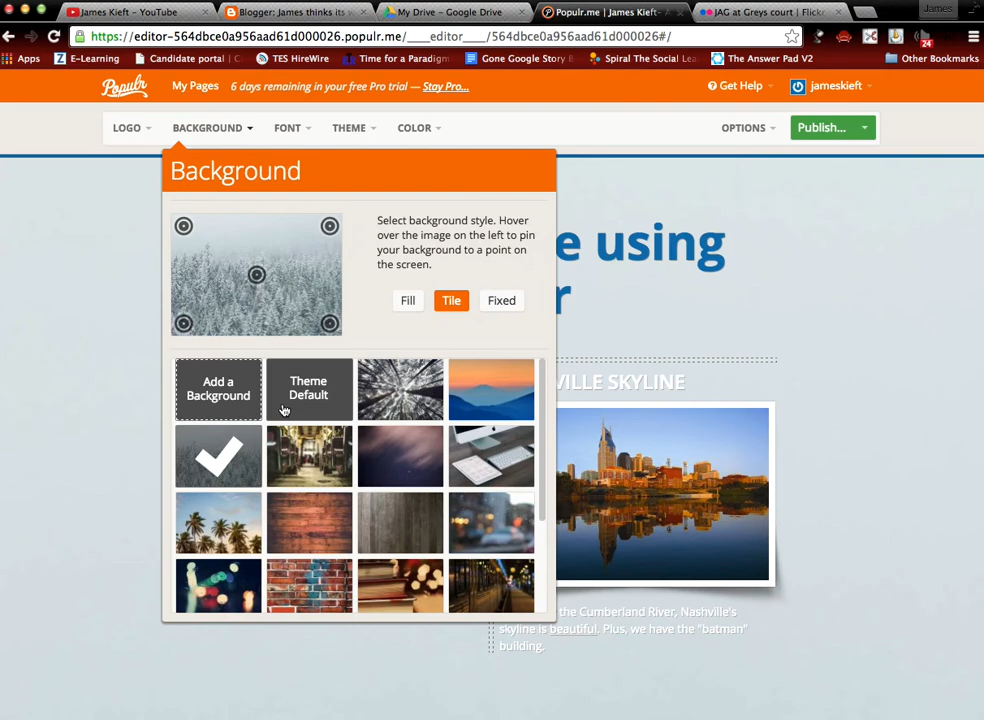 James Kieft - YouTube
Blogger: James thinks its
My Drive - Google Drive
Populr.me | James Kieft-
JAG at Greys court | Flickr
James
https://editor-564dbce0a956aad61d000026.populr.me/___editor___/564dbce0a956aad61d000026#/
24
Apps
E-Learning
Candidate portal | C
TES HireWire
Time for a Paradigm
Gone Google Story B
Spiral The Social Lea
The Answer Pad V2
Other Bookmarks
Populr
My Pages
6 days remaining in your free Pro trial — Stay Pro...
Get Help
jameskieft
LOGO
BACKGROUND
FONT
THEME
COLOR
OPTIONS
Publish...
Background
Select background style. Hover
over the image on the left to pin
your background to a point on
the screen.
Fill
Tile
Fixed
Add a
Background
Theme
Default
e using
r
VILLE SKYLINE
the Cumberland River, Nashville's
skyline is beautiful. Plus, we have the "batman"
building.